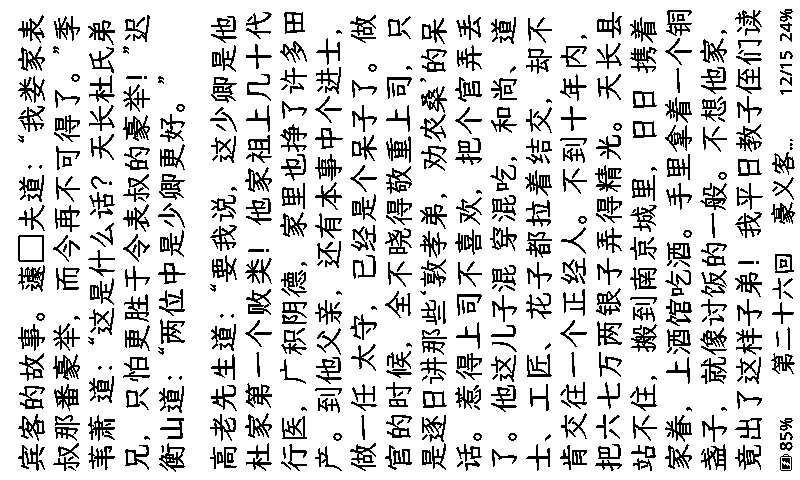 宾客的故事。蘧□夫道：“我娄家表
叔那番豪举，而今再不可得了。”季
苇萧 道：“这是什么话？天长杜氏弟
兄，只怕更胜于令表叔的豪举！”迟
衡山道：“两位中是少卿更好。”
高老先生道：“要我说，这少卿是他
杜家第一个败类！他家祖上几十代
行医，广积阴德，家里也挣了许多田
产。到他父亲，还有本事中个进士，
做一任 太守，已经是个呆子了。做
官的时候，全不晓得敬重上司，只
是逐日讲那些‘敦孝弟，劝农桑’的呆
话。惹得上司不喜欢，把个官弄丢
了。他这儿子混 穿混吃，和尚、道
士、工匠、花子都拉着结交，却不
肯交往一个正经人。不到十年内，
把六七万两银子弄得精光。天长县
站不住，搬到南京城里，日日 携着
家眷，上酒馆吃酒。手里拿着一个铜
盏子，就像讨饭的一般。不想他家，
竟出了这样子弟！我平日教子侄们读
85% 第二十六回 豪义客... 12/15 24%